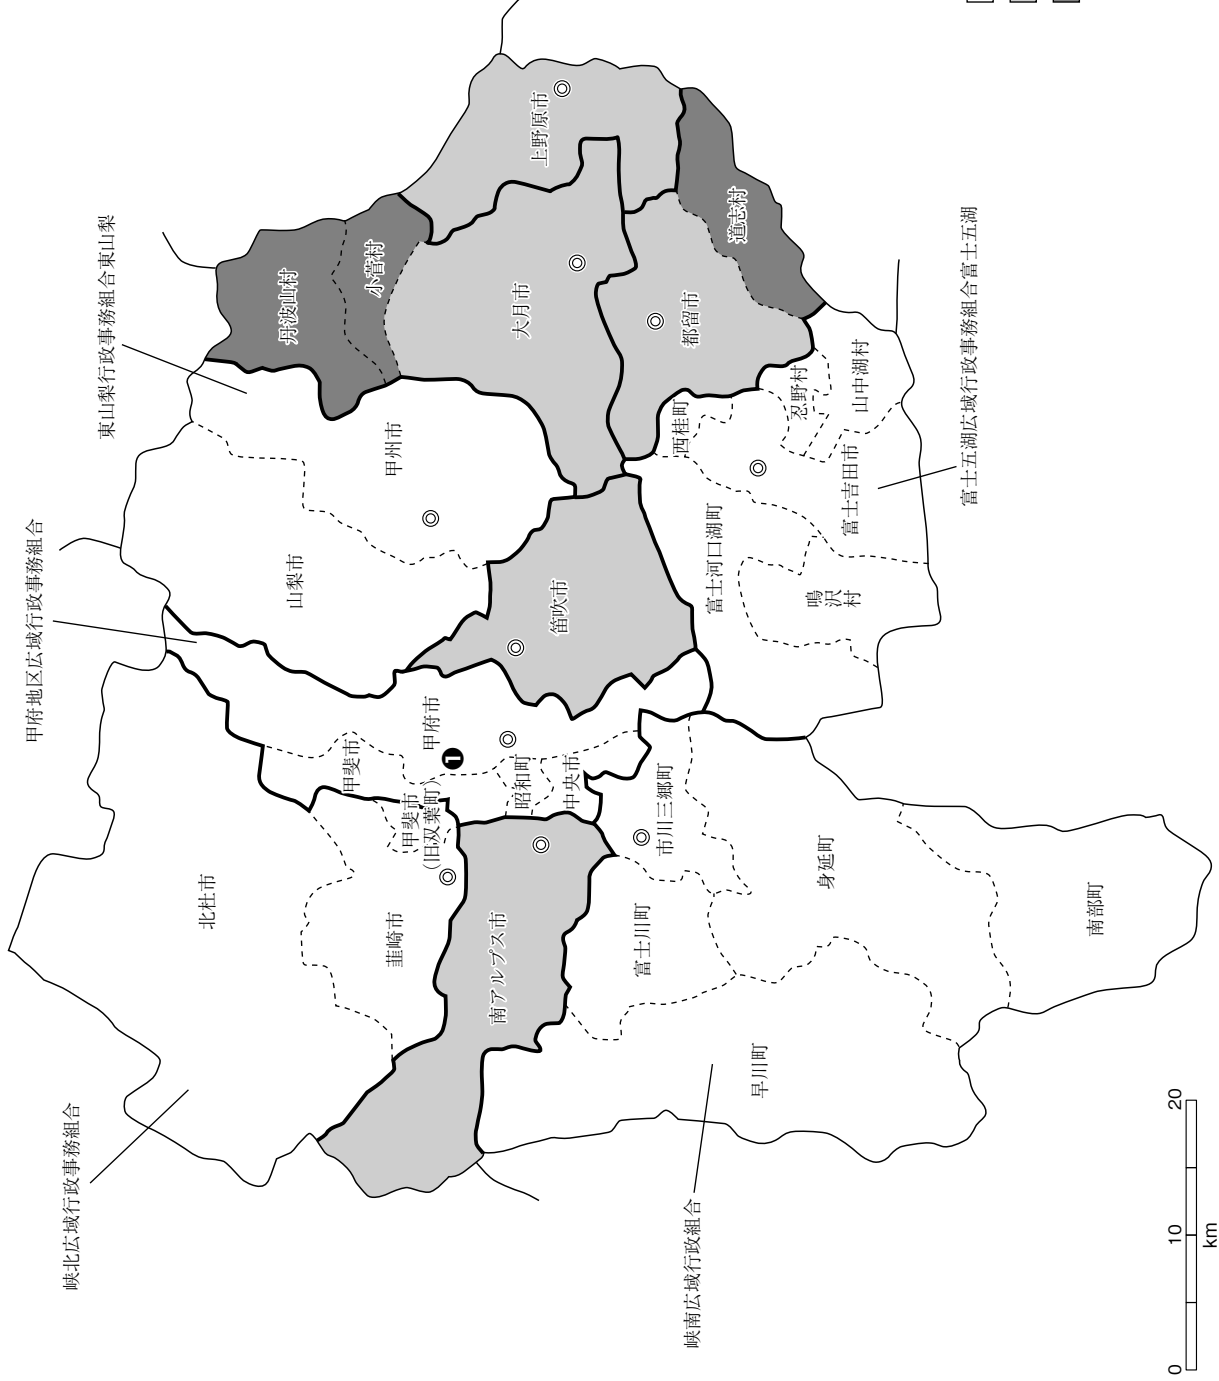 東山梨行政事務組合東山梨
甲府地区広域行政事務組合
峡北広域行政事務組合
峡南広域行政組合
富士五湖広域行政事務組合富士五湖
丹波山村
小菅村
上野原市
道志村
大月市
都留市
甲州市
山梨市
西桂町
忍野村
山中湖村
富士吉田市
富士河口湖町
鳴沢村
笛吹市
甲府市
1
甲斐市
甲斐市
(旧双葉町)
昭和町
中央市
市川三郷町
北杜市
韮崎市
南アルプス市
富士川町
身延町
早川町
南部町
0 10 20
km